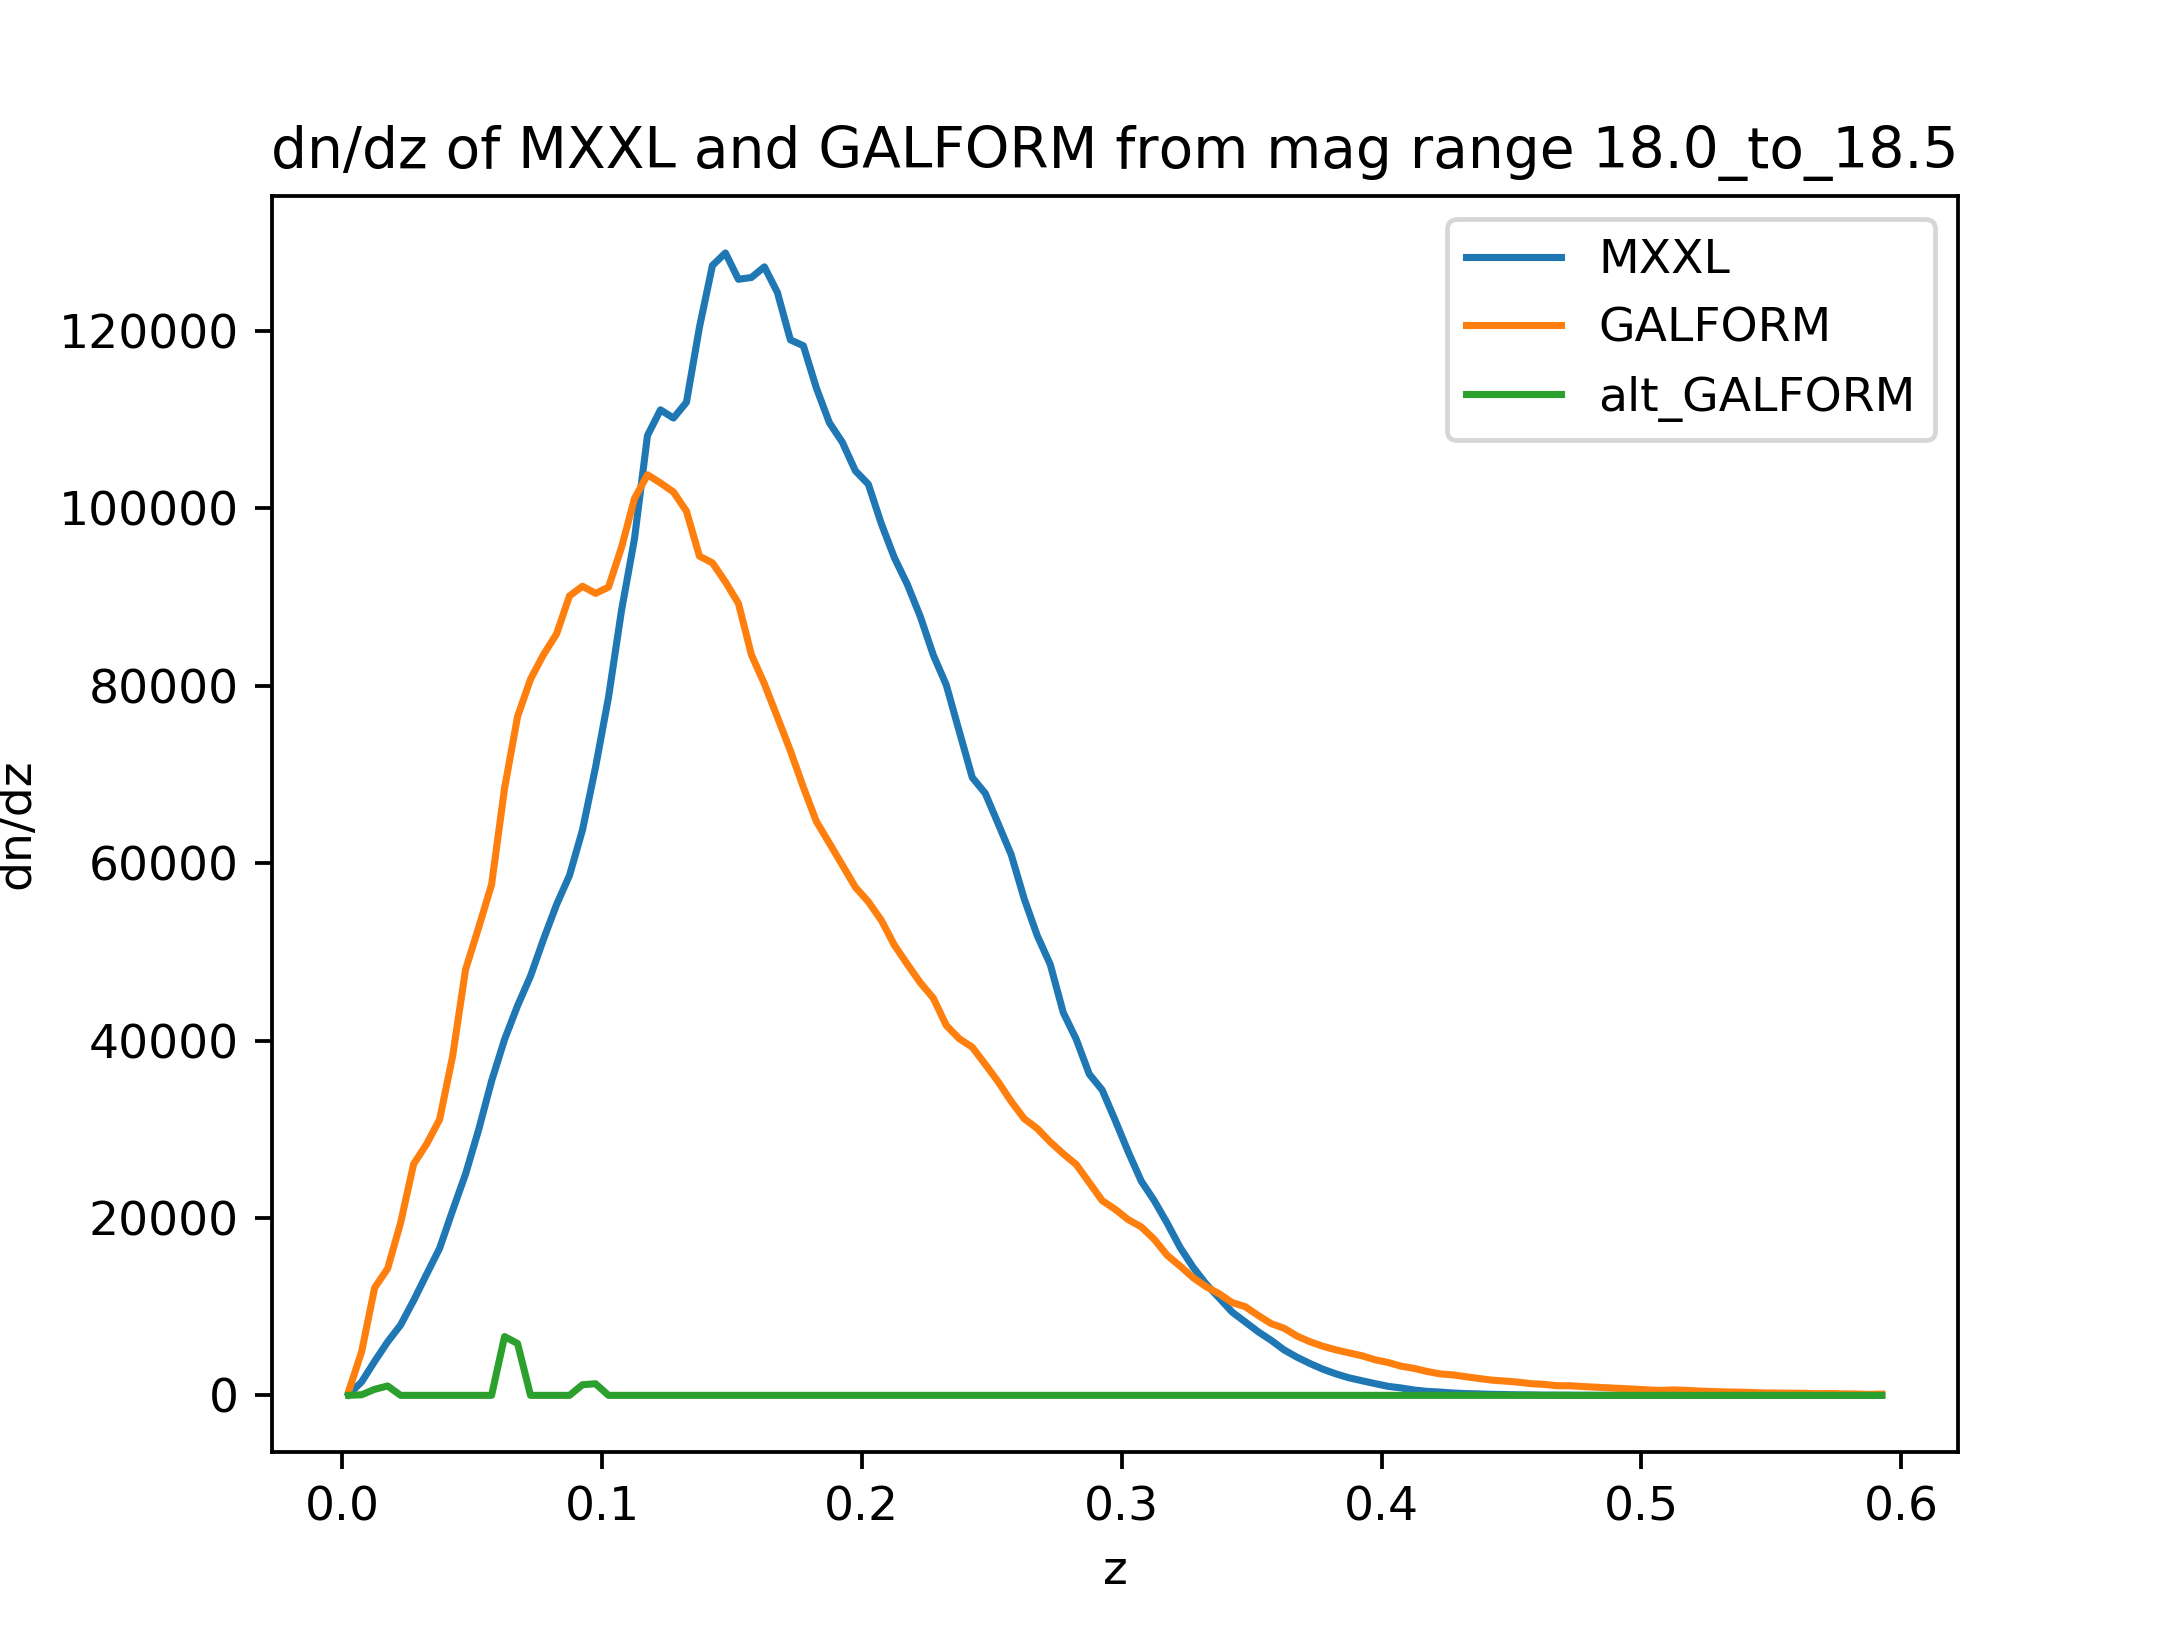 dn/dz of MXXL and GALFORM from mag range 18.0_to_18.5
MXXL
GALFORM
alt_GALFORM
dn/dz
120000
100000
80000
60000
40000
20000
0
0.0 0.1 0.2 0.3 0.4 0.5 0.6
z